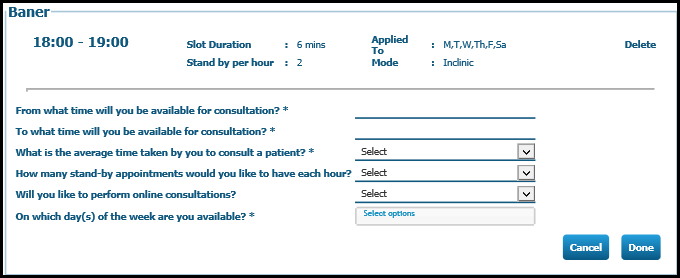 Baner
18:00 - 19:00
Slot Duration : 6 mins
Applied To : M,T,W,Th,F,Sa
Delete
Stand by per hour : 2
Mode : Inclinic
From what time will you be available for consultation? *
To what time will you be available for consultation? *
What is the average time taken by you to consult a patient? * Select
How many stand-by appointments would you like to have each hour? Select
Will you like to perform online consultations? Select
On which day(s) of the week are you available? * Select options
Cancel Done